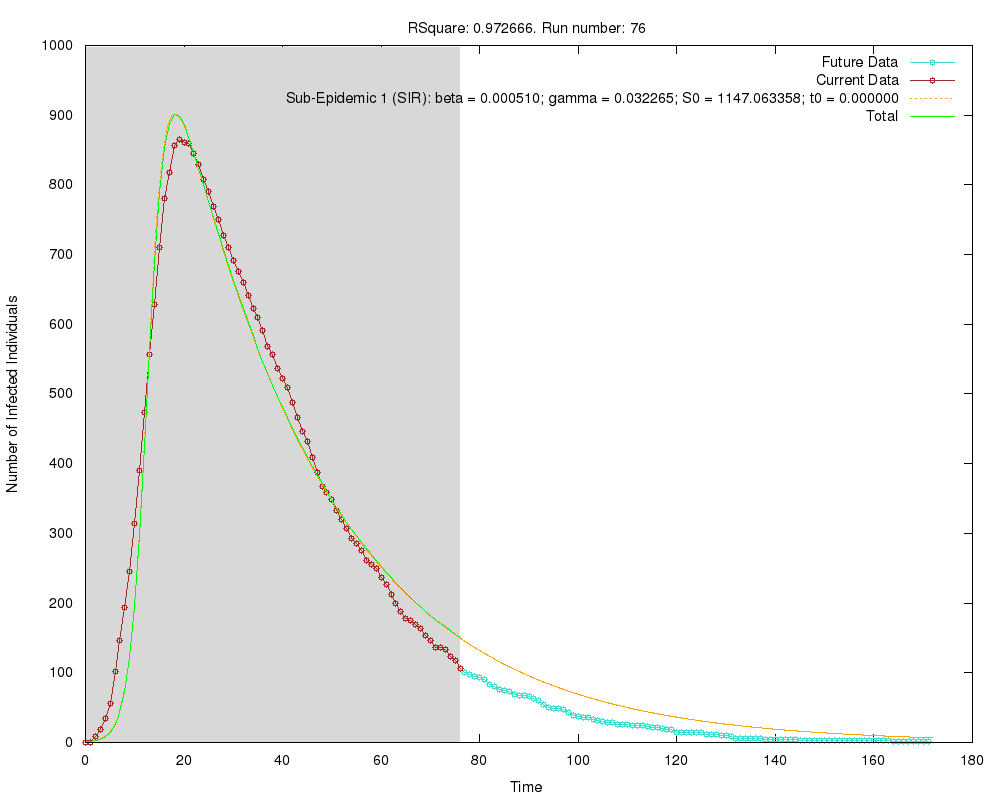 RSquare: 0.972666. Run number: 76
Future Data
Current Data
Sub-Epidemic 1 (SIR): beta = 0.000510; gamma = 0.032265; S0 = 1147.063358; t0 = 0.000000
Total
Number of Infected Individuals
1000
900
800
700
600
500
400
300
200
100
0
0 20 40 60 80 100 120 140 160 180
Time